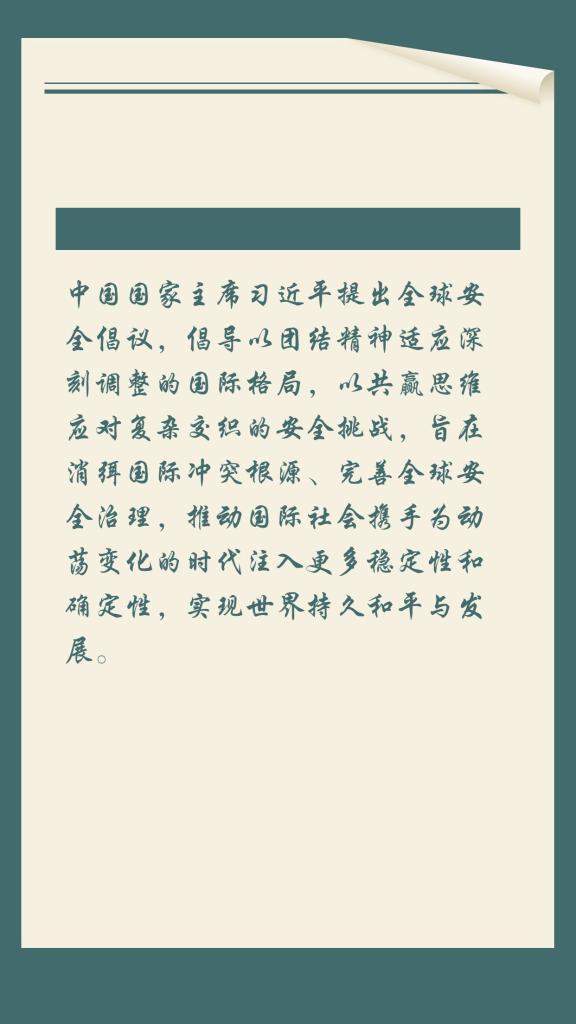 中国国家主席习近平提出全球安
全倡议，倡导以团结精神适应深
刻调整的国际格局，以共赢思维
应对复杂交织的安全挑战，旨在
消弭国际冲突根源、完善全球安
全治理，推动国际社会携手为动
荡变化的时代注入更多稳定性和
确定性，实现世界持久和平与发
展。